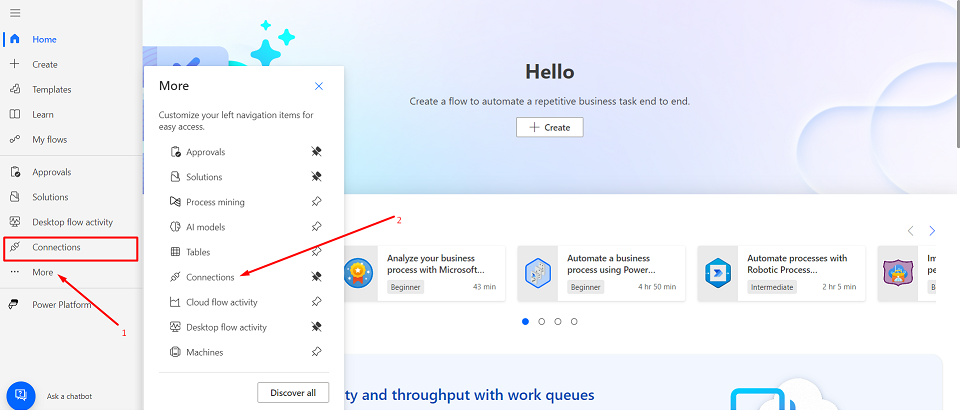 Home
Create
Templates
Learn
My flows
Approvals
Solutions
Desktop flow activity
Connections
More
Power Platform
Ask a chatbot
1
More
Customize your left navigation items for
easy access.
Approvals
Solutions
Process mining
AI models
Tables
Connections
Cloud flow activity
Desktop flow activity
Machines
Discover all
2
Hello
Create a flow to automate a repetitive business task end to end.
Create
Analyze your business
process with Microsoft...
Beginner
43 min
Automate a business
process using Power...
Beginner
4 hr 50 min
Automate processes with
Robotic Process...
Intermediate
2 hr 5 min
Im
pe
B
ty and throughput with work queues